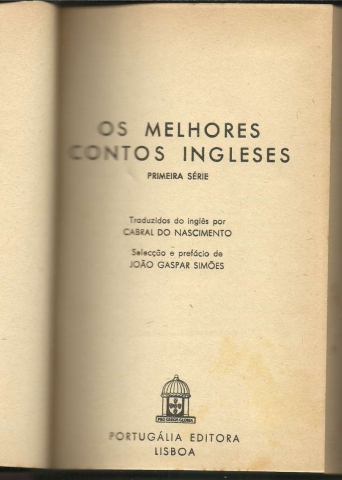 OS MELHORES
CONTOS INGLESES
PRIMEIRA SÉRIE
Traduzidos do inglês por
CABRAL DO NASCIMENTO
Selecção e prefácio de
JOÃO GASPAR SIMÕES
PORTUGÁLIA EDITORA
LISBOA